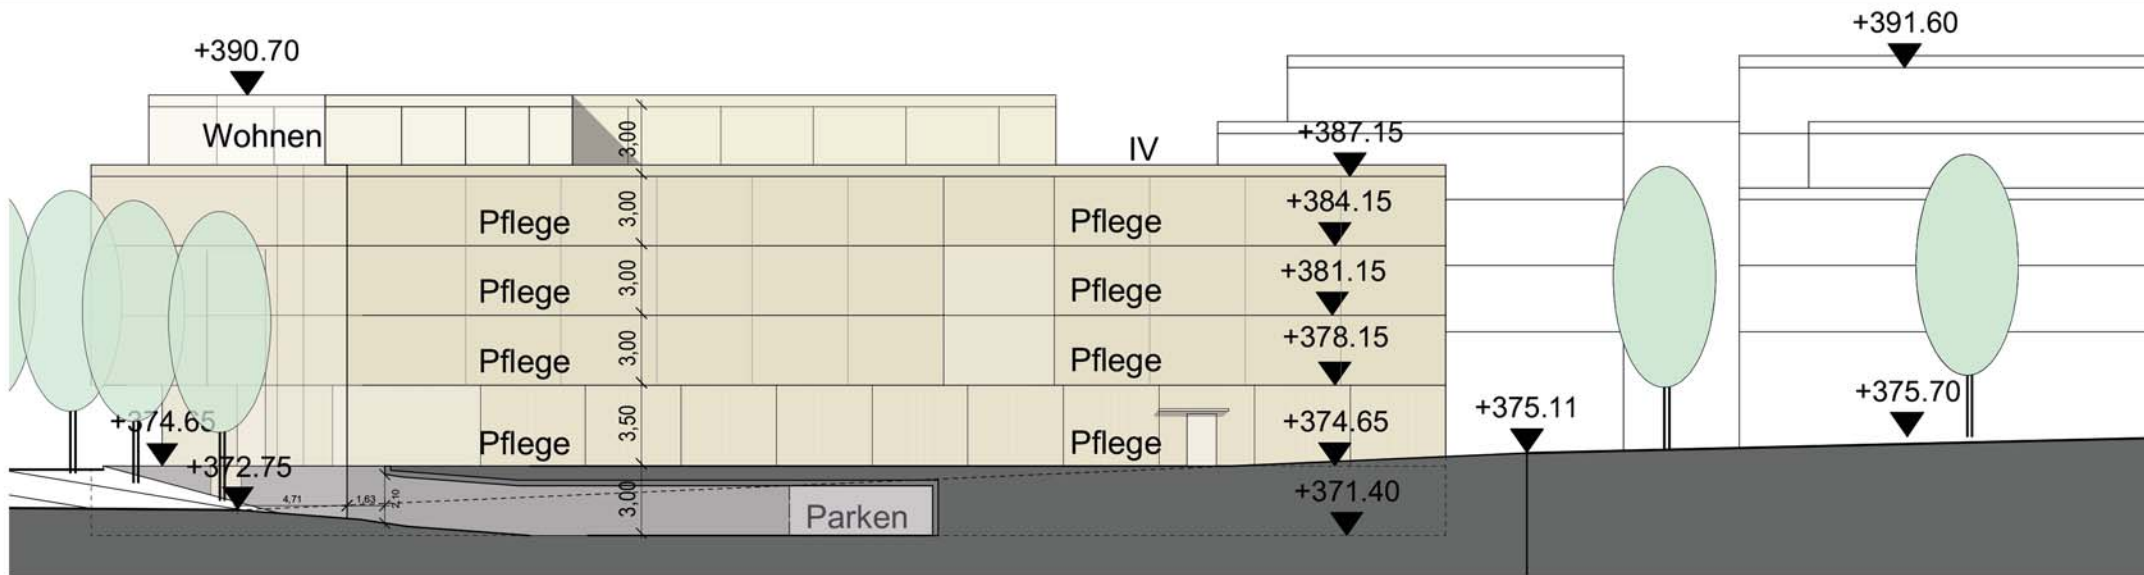 +391.60
+390.70
Wohnen
3,00
IV
+387.15
Pflege
3,00
Pflege
+384.15
Pflege
3,00
Pflege
+381.15
Pflege
3,00
Pflege
+378.15
+374.65
Pflege
3,50
Pflege
+374.65
+375.11
+375.70
+372.75
4,71
1,63
2,10
3,00
Parken
+371.40